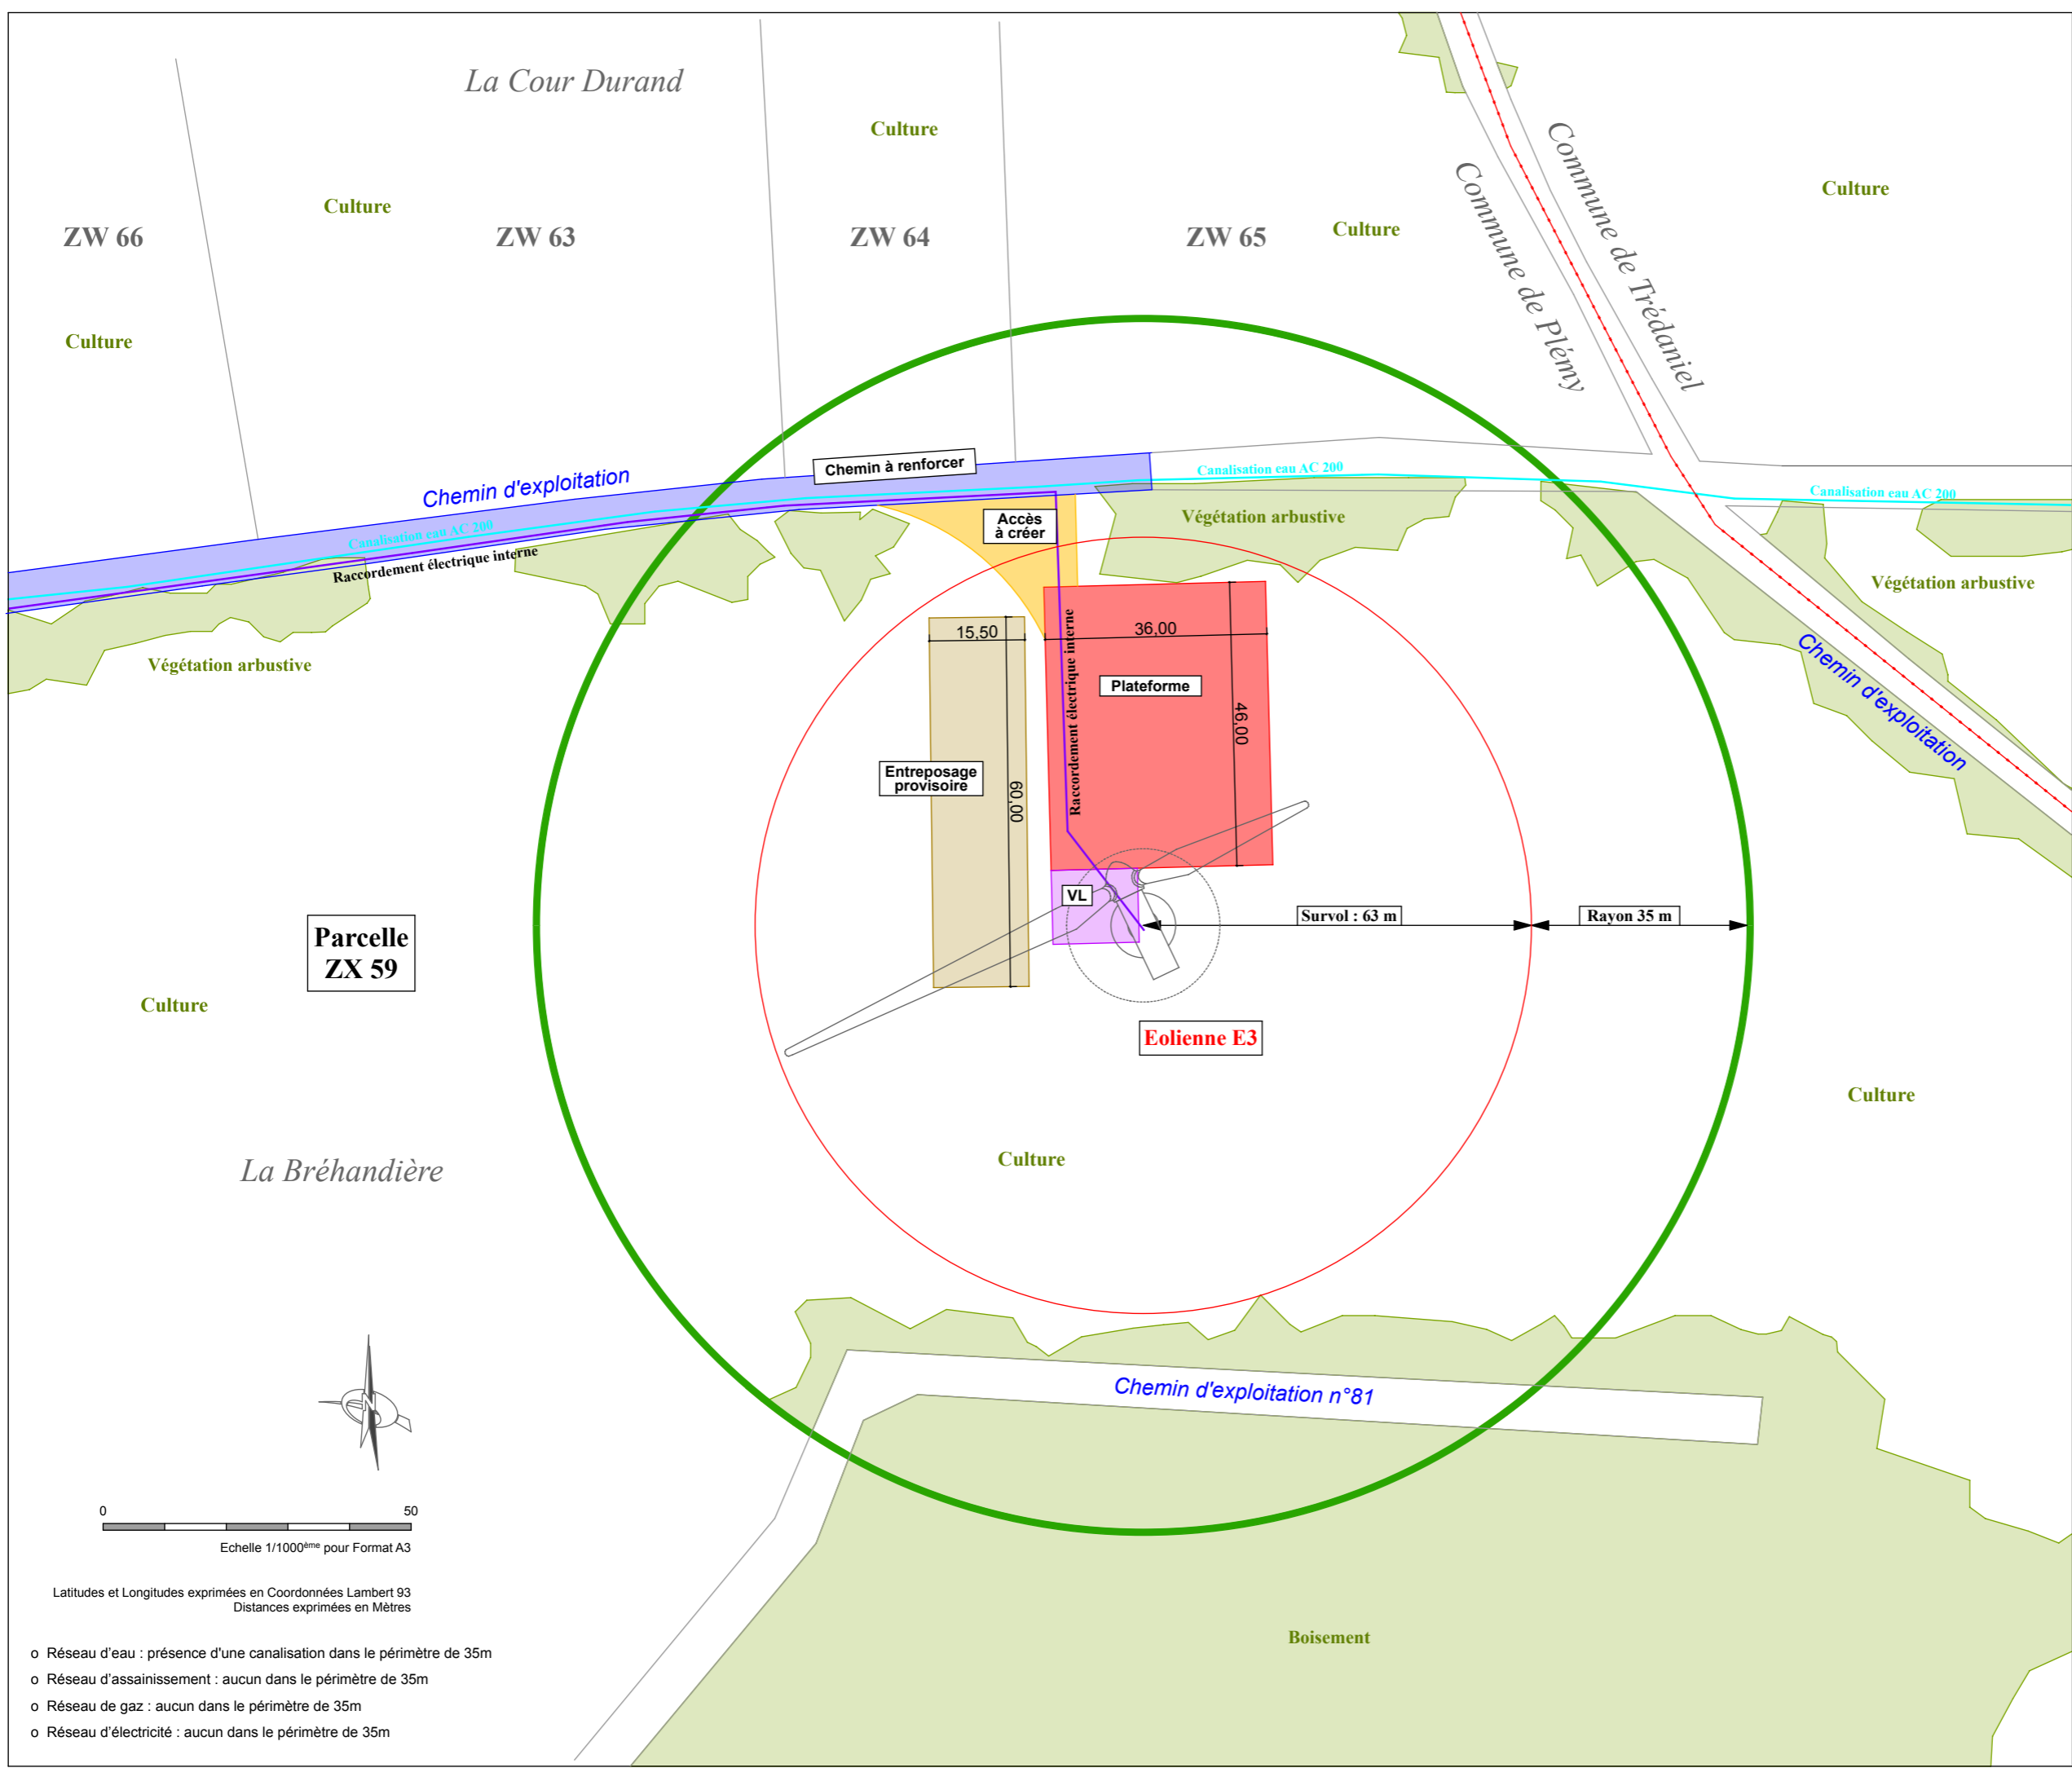 La Cour Durand
Culture
Culture
Culture
Culture
Culture
ZW 66
ZW 63
ZW 64
ZW 65
Commune de Trédaniel
Commune de Plémy
Chemin à renforcer
Chemin d'exploitation
Canalisation eau AC 200
Canalisation eau AC 200
Canalisation eau AC 200
Raccordement électrique interne
Accès
à créer
Végétation arbustive
Végétation arbustive
Végétation arbustive
15,50
36,00
Plateforme
Raccordement électrique interne
46,00
Chemin d'exploitation
Entreposage
provisoire
60,00
VL
Survol : 63 m
Rayon 35 m
Parcelle
ZX 59
Culture
Eolienne E3
Culture
Culture
La Bréhandière
N
Chemin d'exploitation n°81
0
50
Echelle 1/1000ème pour Format A3
Latitudes et Longitudes exprimées en Coordonnées Lambert 93
Distances exprimées en Mètres
Boisement
o Réseau d'eau : présence d'une canalisation dans le périmètre de 35m
o Réseau d'assainissement : aucun dans le périmètre de 35m
o Réseau de gaz : aucun dans le périmètre de 35m
o Réseau d'électricité : aucun dans le périmètre de 35m